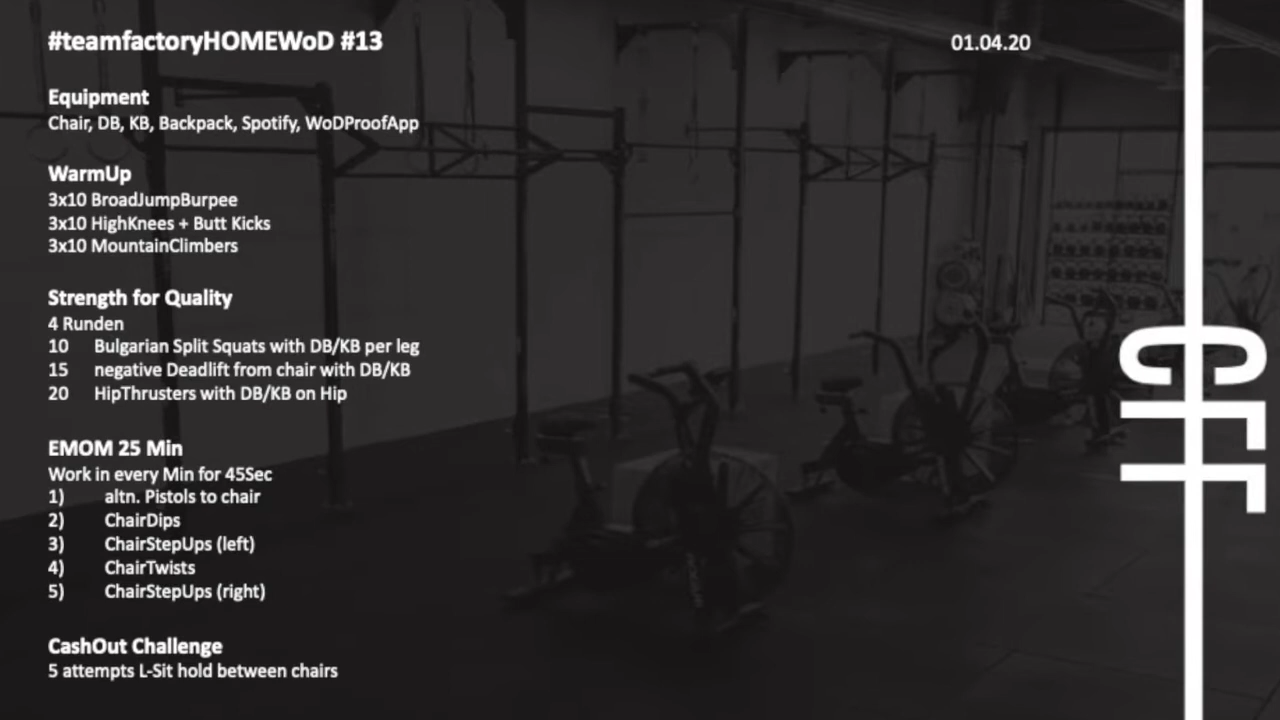 #teamfactoryHOMEWoD #13
01.04.20
Equipment
Chair, DB, KB, Backpack, Spotify, WoDProofApp
WarmUp
3x10 BroadJumpBurpee
3x10 HighKnees + Butt Kicks
3x10 MountainClimbers
Strength for Quality
4 Runden
10 Bulgarian Split Squats with DB/KB per leg
15 negative Deadlift from chair with DB/KB
20 HipThrusters with DB/KB on Hip
EMOM 25 Min
Work in every Min for 45Sec
1) altn. Pistols to chair
2) ChairDips
3) ChairStepUps (left)
4) ChairTwists
5) ChairStepUps (right)
CashOut Challenge
5 attempts L-Sit hold between chairs
CFF